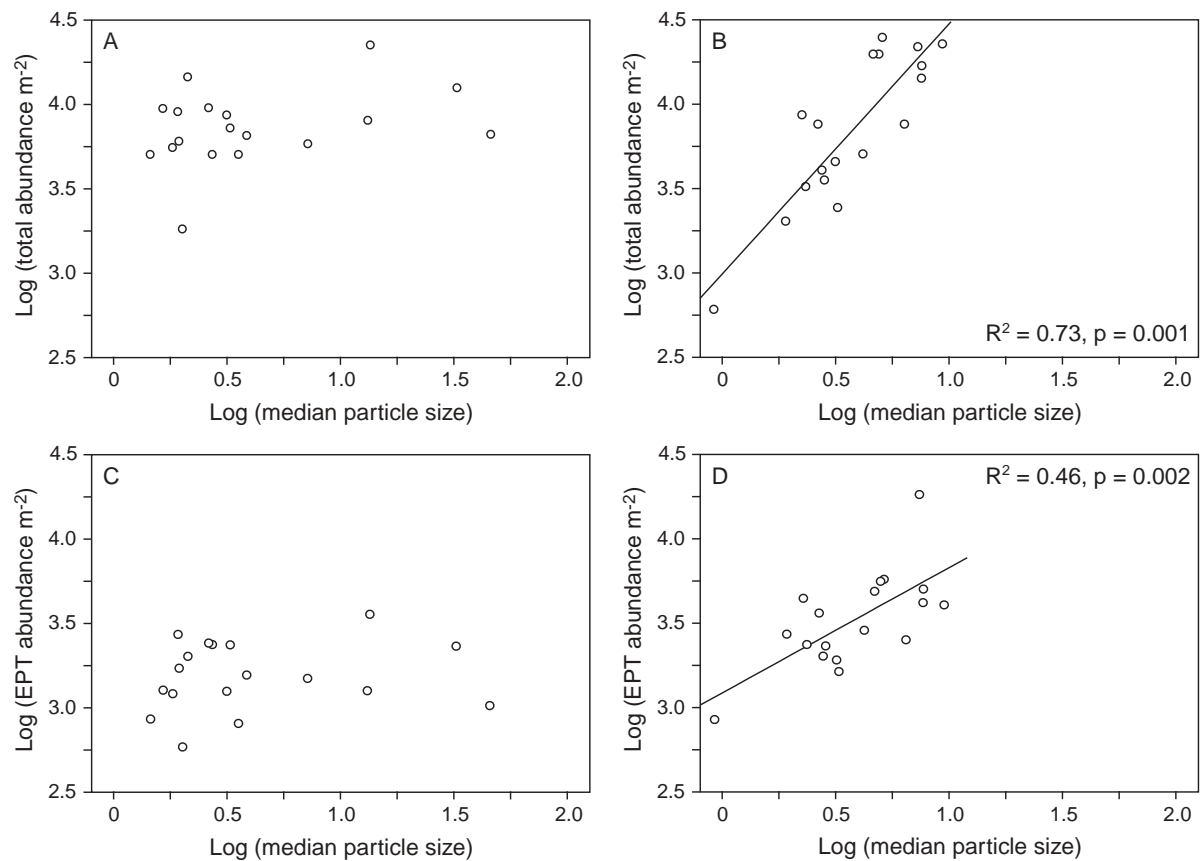 A
Log (total abundance m-2)
4.5
4.0
3.5
3.0
2.5
0 0.5 1.0 1.5 2.0
Log (median particle size)
B
Log (total abundance m-2)
4.5
4.0
3.5
3.0
2.5
R2 = 0.73, p = 0.001
0 0.5 1.0 1.5 2.0
Log (median particle size)
C
Log (EPT abundance m-2)
4.5
4.0
3.5
3.0
2.5
0 0.5 1.0 1.5 2.0
Log (median particle size)
D
R2 = 0.46, p = 0.002
Log (EPT abundance m-2)
4.5
4.0
3.5
3.0
2.5
0 0.5 1.0 1.5 2.0
Log (median particle size)